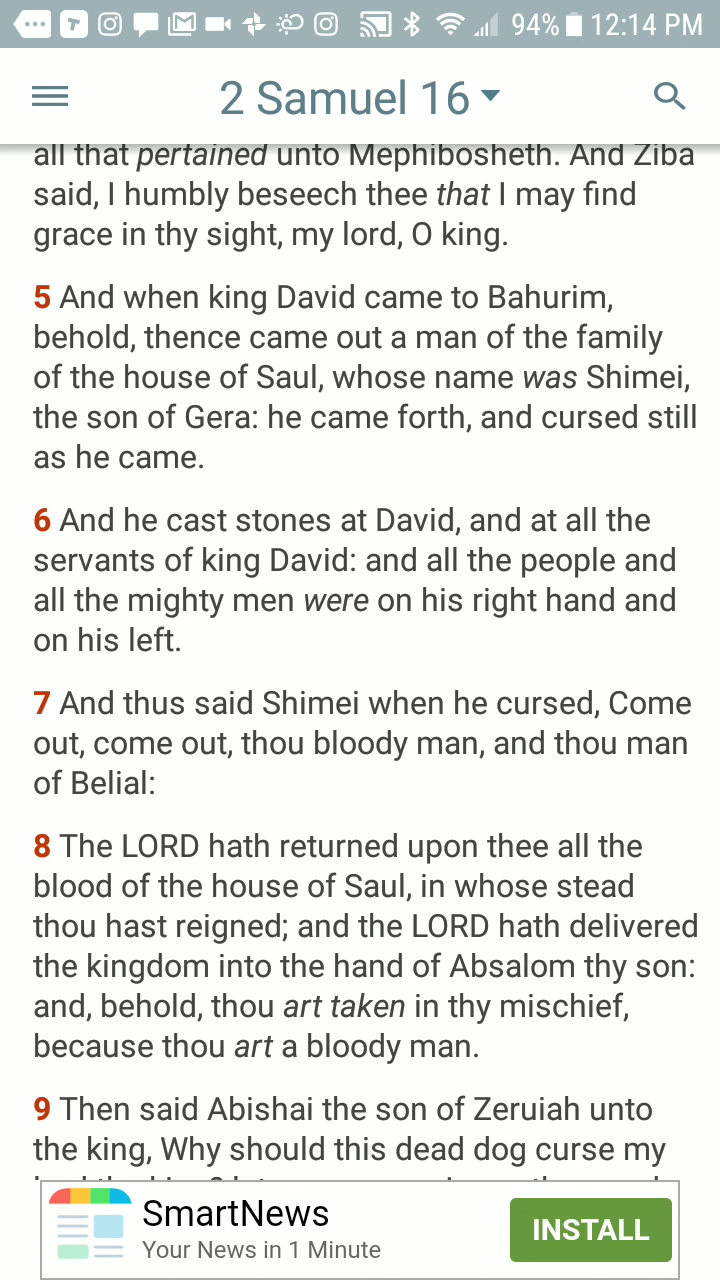 94% 12:14 PM
2 Samuel 16
all that pertained unto Mephibosheth. And Ziba
said, I humbly beseech thee that I may find
grace in thy sight, my lord, O king.
5 And when king David came to Bahurim,
behold, thence came out a man of the family
of the house of Saul, whose name was Shimei,
the son of Gera: he came forth, and cursed still
as he came.
6 And he cast stones at David, and at all the
servants of king David: and all the people and
all the mighty men were on his right hand and
on his left.
7 And thus said Shimei when he cursed, Come
out, come out, thou bloody man, and thou man
of Belial:
8 The LORD hath returned upon thee all the
blood of the house of Saul, in whose stead
thou hast reigned; and the LORD hath delivered
the kingdom into the hand of Absalom thy son:
and, behold, thou art taken in thy mischief,
because thou art a bloody man.
9 Then said Abishai the son of Zeruiah unto
the king, Why should this dead dog curse my
SmartNews
Your News in 1 Minute
INSTALL